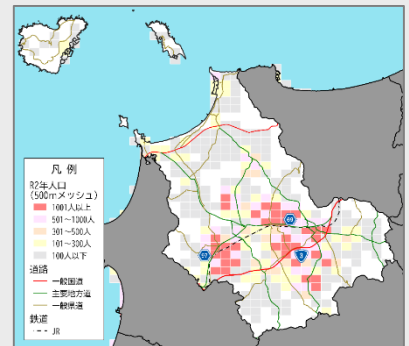 凡例
R2年人口
(500mメッシュ)
1001人以上
501～1000人
301～500人
101～300人
100人以下
道路
一般国道
主要地方道
一般県道
鉄道
JR
69
97
3